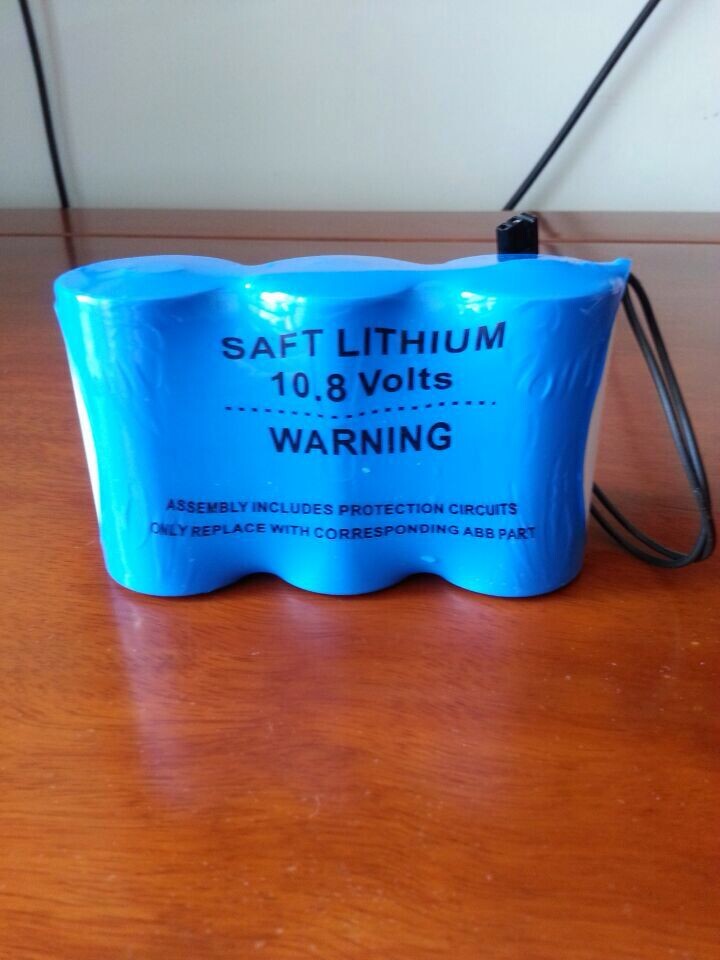 SAFT LITHIUM
10.8 Volts
WARNING
ASSEMBLY INCLUDES PROTECTION CIRCUITS
ONLY REPLACE WITH CORRESPONDING ABB PART